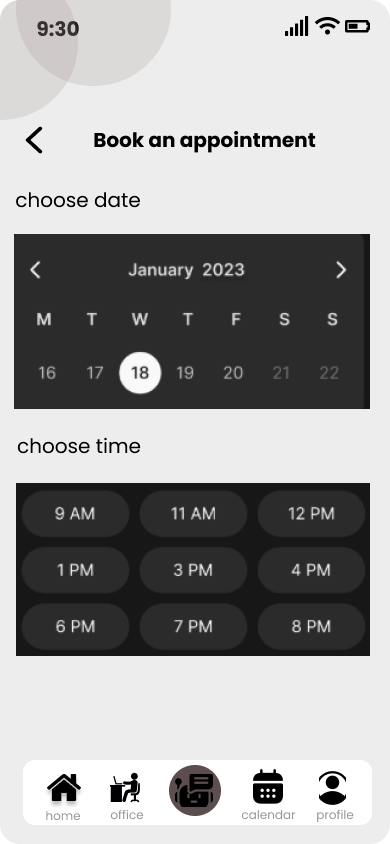 9:30
Book an appointment
choose date
January 2023
M T W T F S S
16 17 18 19 20 21 22
choose time
9 AM 11 AM 12 PM
1 PM 3 PM 4 PM
6 PM 7 PM 8 PM
home office calendar profile